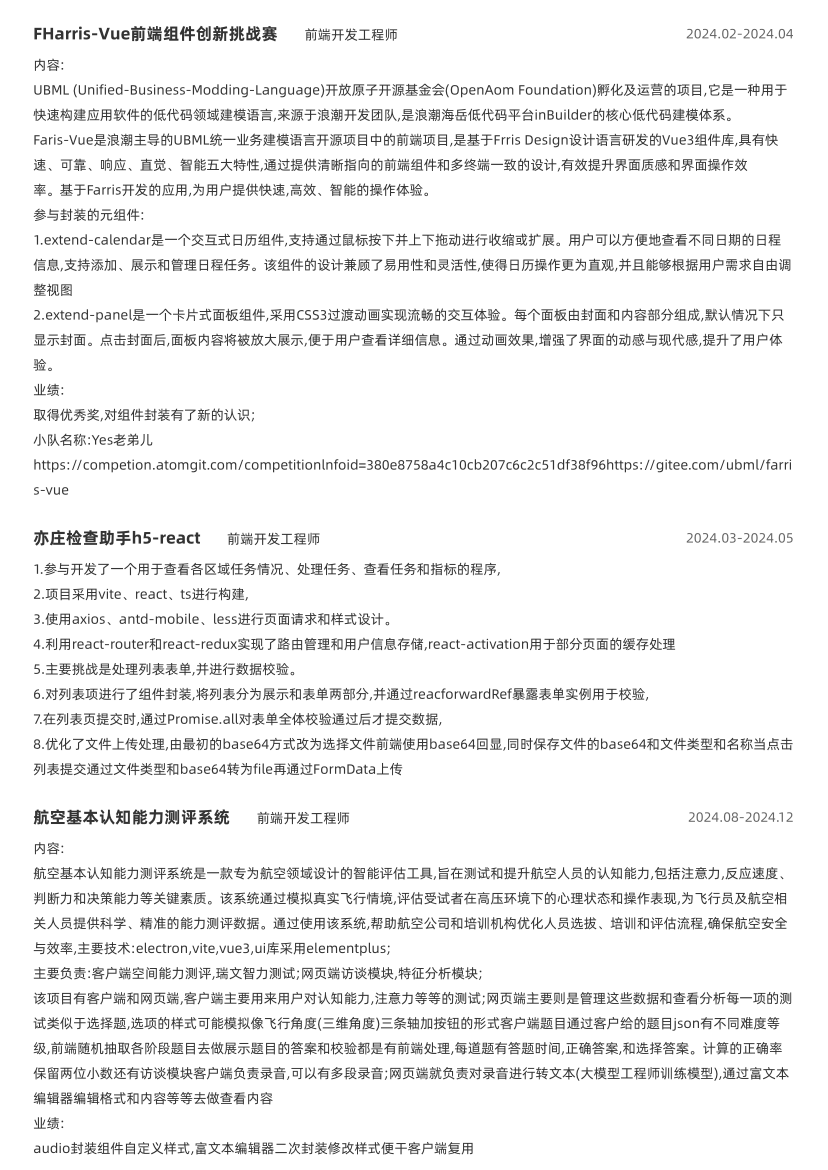 FHarris-Vue前端组件创新挑战赛 前端开发工程师 2024.02-2024.04
内容:
UBML (Unified-Business-Modding-Language)开放原子开源基金会(OpenAom Foundation)孵化及运营的项目,它是一种用于
快速构建应用软件的低代码领域建模语言,来源于浪潮开发团队,是浪潮海岳低代码平台inBuilder的核心低代码建模体系。
Faris-Vue是浪潮主导的UBML统一业务建模语言开源项目中的前端项目,是基于Frris Design设计语言研发的Vue3组件库,具有快
速、可靠、响应、直觉、智能五大特性,通过提供清晰指向的前端组件和多终端一致的设计,有效提升界面质感和界面操作效
率。基于Farris开发的应用,为用户提供快速,高效、智能的操作体验。
参与封装的元组件:
1.extend-calendar是一个交互式日历组件,支持通过鼠标按下并上下拖动进行收缩或扩展。用户可以方便地查看不同日期的日程
信息,支持添加、展示和管理日程任务。该组件的设计兼顾了易用性和灵活性,使得日历操作更为直观,并且能够根据用户需求自由调
整视图
2.extend-panel是一个卡片式面板组件,采用CSS3过渡动画实现流畅的交互体验。每个面板由封面和内容部分组成,默认情况下只
显示封面。点击封面后,面板内容将被放大展示,便于用户查看详细信息。通过动画效果,增强了界面的动感与现代感,提升了用户体
验。
业绩:
取得优秀奖,对组件封装有了新的认识;
小队名称:Yes老弟儿
https://competion.atomgit.com/competitionlnfoid=380e8758a4c10cb207c6c2c51df38f96https://gitee.com/ubml/farri
s-vue
亦庄检查助手h5-react 前端开发工程师 2024.03-2024.05
1.参与开发了一个用于查看各区域任务情况、处理任务、查看任务和指标的程序,
2.项目采用vite、react、ts进行构建,
3.使用axios、antd-mobile、less进行页面请求和样式设计。
4.利用react-router和react-redux实现了路由管理和用户信息存储,react-activation用于部分页面的缓存处理
5.主要挑战是处理列表表单,并进行数据校验。
6.对列表项进行了组件封装,将列表分为展示和表单两部分,并通过reacforwardRef暴露表单实例用于校验,
7.在列表页提交时,通过Promise.all对表单全体校验通过后才提交数据,
8.优化了文件上传处理,由最初的base64方式改为选择文件前端使用base64回显,同时保存文件的base64和文件类型和名称当点击
列表提交通过文件类型和base64转为file再通过FormData上传
航空基本认知能力测评系统 前端开发工程师 2024.08-2024.12
内容:
航空基本认知能力测评系统是一款专为航空领域设计的智能评估工具,旨在测试和提升航空人员的认知能力,包括注意力,反应速度、
判断力和决策能力等关键素质。该系统通过模拟真实飞行情境,评估受试者在高压环境下的心理状态和操作表现,为飞行员及航空相
关人员提供科学、精准的能力测评数据。通过使用该系统,帮助航空公司和培训机构优化人员选拔、培训和评估流程,确保航空安全
与效率,主要技术:electron,vite,vue3,ui库采用elementplus;
主要负责:客户端空间能力测评,瑞文智力测试;网页端访谈模块,特征分析模块;
该项目有客户端和网页端,客户端主要用来用户对认知能力,注意力等等的测试;网页端主要则是管理这些数据和查看分析每一项的测
试类似于选择题,选项的样式可能模拟像飞行角度(三维角度)三条轴加按钮的形式客户端题目通过客户给的题目json有不同难度等
级,前端随机抽取各阶段题目去做展示题目的答案和校验都是有前端处理,每道题有答题时间,正确答案,和选择答案。计算的正确率
保留两位小数还有访谈模块客户端负责录音,可以有多段录音;网页端就负责对录音进行转文本(大模型工程师训练模型),通过富文本
编辑器编辑格式和内容等等去做查看内容
业绩:
audio封装组件自定义样式,富文本编辑器二次封装修改样式便干客户端复用